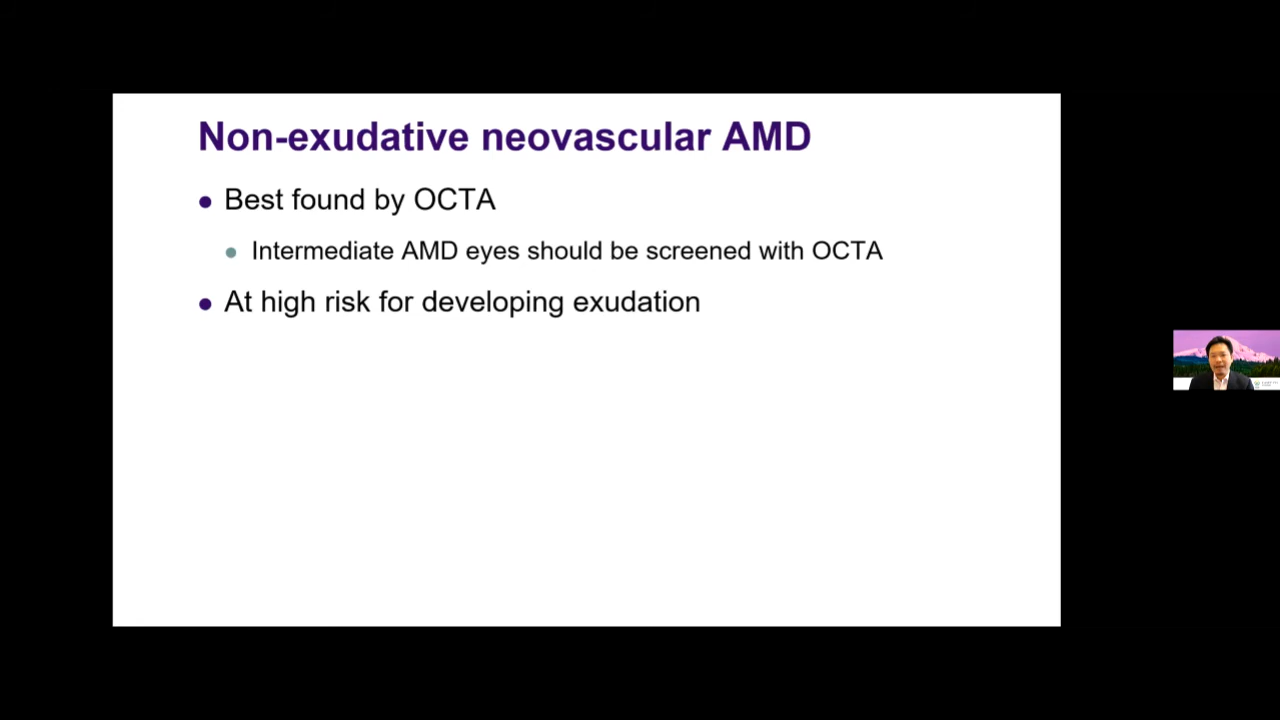 Non-exudative neovascular AMD
Best found by OCTA
Intermediate AMD eyes should be screened with OCTA
At high risk for developing exudation